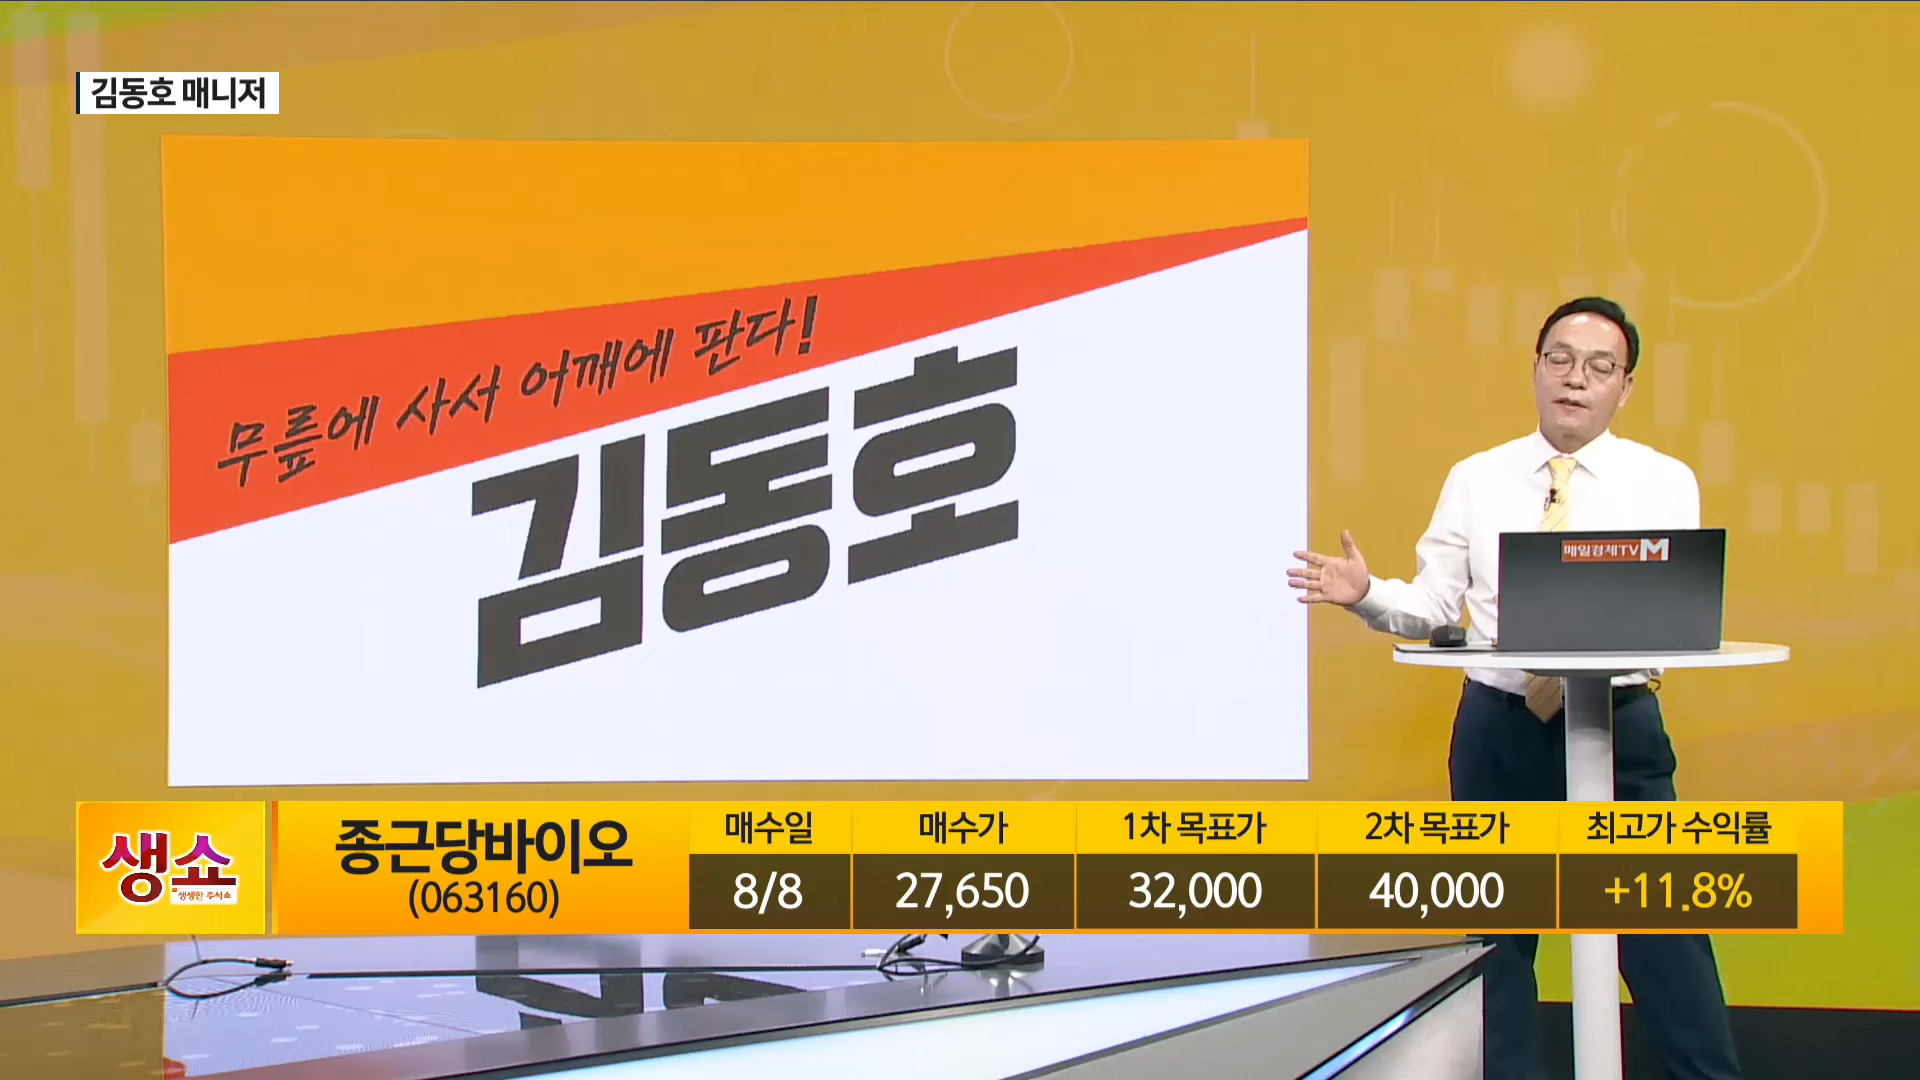 김동호 매니저
무릎에 사서 어깨에 판다!
김동호
매일경제TV M
생쇼
생생한 주식쇼
종근당바이오
(063160)
매수일
매수가
1차 목표가
2차 목표가
최고가 수익률
8/8
27,650
32,000
40,000
+11.8%